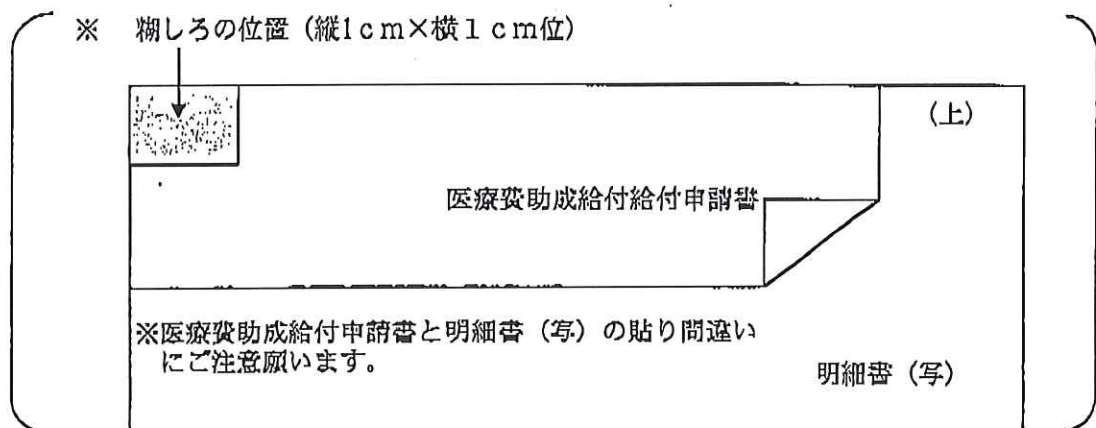 ※ 糊しろの位置（縦1cm×横1cm位）
（上）
医療費助成給付給付申請書
※医療費助成給付申請書と明細書（写）の貼り間違い
にご注意願います。
明細書（写）